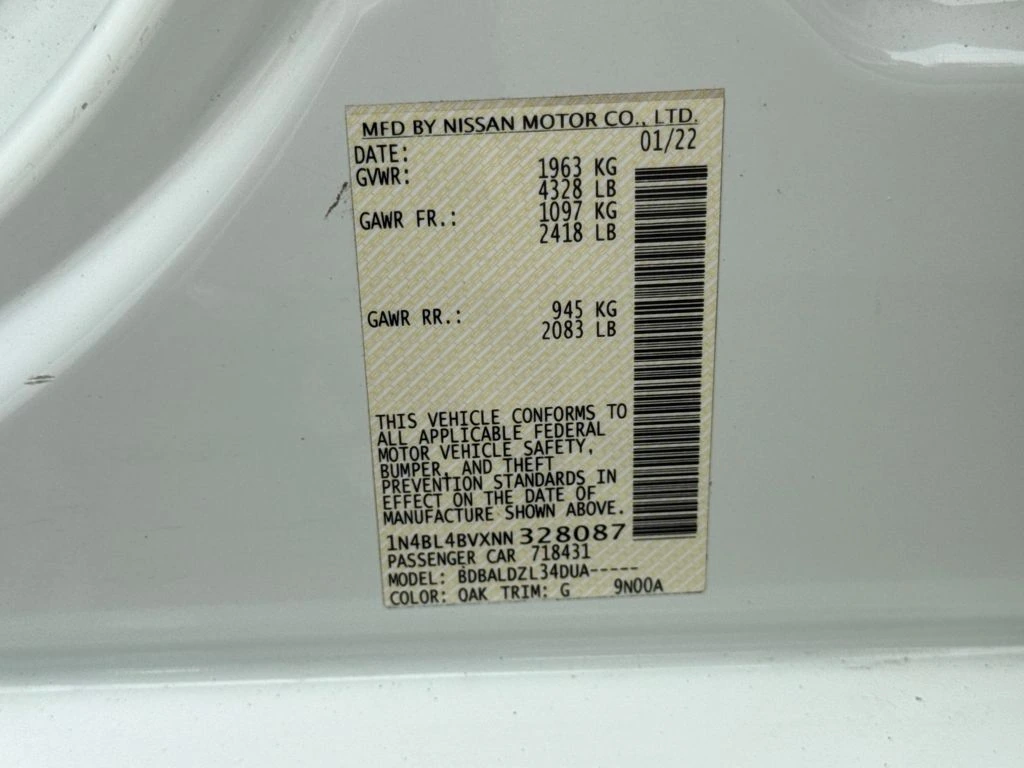 MFD BY NISSAN MOTOR CO., LTD.
DATE: 01/22
GVWR: 1963 KG
4328 LB
GAWR FR.: 1097 KG
2418 LB
GAWR RR.: 945 KG
2083 LB
THIS VEHICLE CONFORMS TO
ALL APPLICABLE FEDERAL
MOTOR VEHICLE SAFETY,
BUMPER, AND THEFT
PREVENTION STANDARDS IN
EFFECT ON THE DATE OF
MANUFACTURE SHOWN ABOVE.
1N4BL4BVXNN328087
PASSENGER CAR 718431
MODEL: BDBALDZL34DUA-----
COLOR: QAK TRIM: G 9N00A